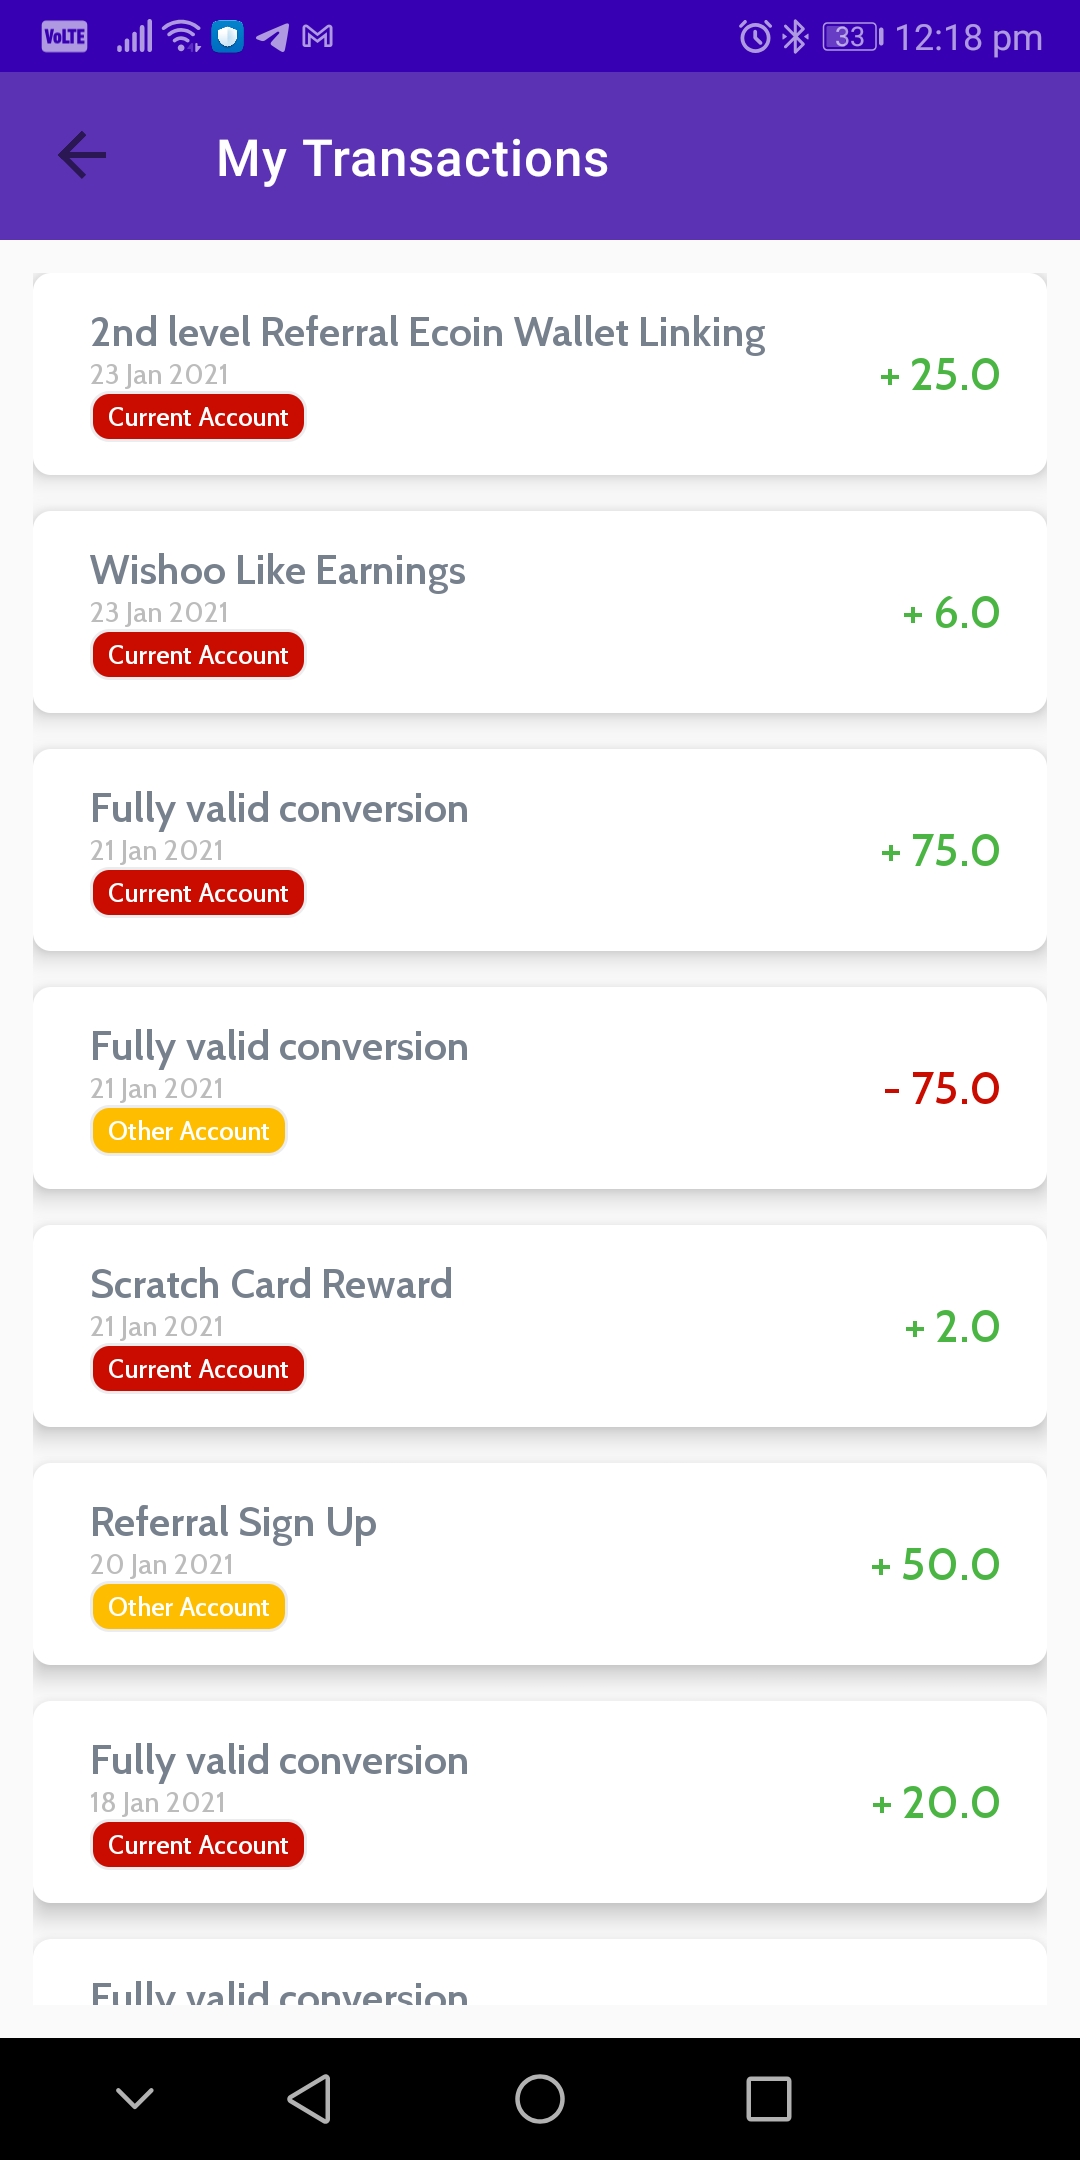 VoLTE 33 12:18 pm
My Transactions
2nd level Referral Ecoin Wallet Linking
23 Jan 2021
+ 25.0
Current Account
Wishoo Like Earnings
23 Jan 2021
+ 6.0
Current Account
Fully valid conversion
21 Jan 2021
+ 75.0
Current Account
Fully valid conversion
21 Jan 2021
- 75.0
Other Account
Scratch Card Reward
21 Jan 2021
+ 2.0
Current Account
Referral Sign Up
20 Jan 2021
+ 50.0
Other Account
Fully valid conversion
18 Jan 2021
+ 20.0
Current Account
Fully valid conversion